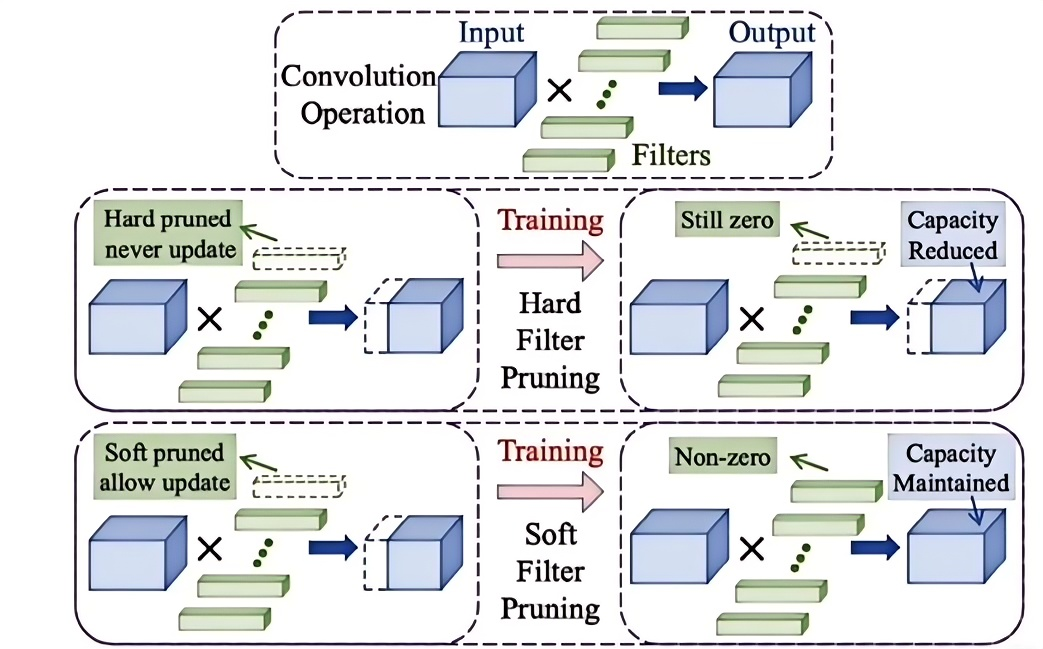 Input
Output
Convolution
Operation
Filters
Hard pruned
never update
Training
Hard
Filter
Pruning
Still zero
Capacity
Reduced
Soft pruned
allow update
Training
Soft
Filter
Pruning
Non-zero
Capacity
Maintained